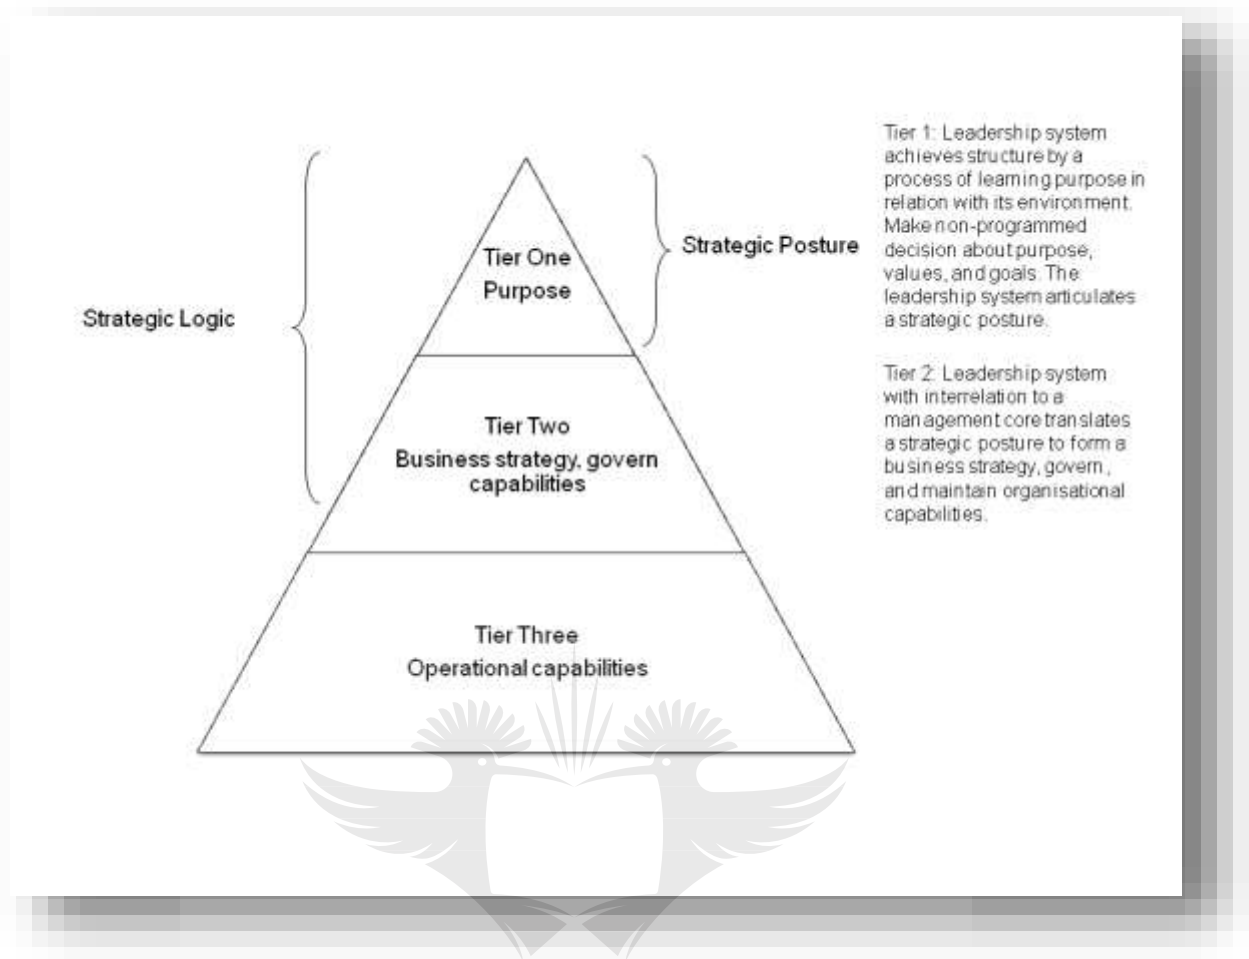 Strategic Logic
Tier One
Purpose
Strategic Posture
Tier Two
Business strategy, govern
capabilities
Tier Three
Operational capabilities
Tier 1: Leadership system
achieves structure by a
process of learning purpose in
relation with its environment.
Make non-programmed
decision about purpose,
values, and goals. The
leadership system articulates
a strategic posture.
Tier 2: Leadership system
with interrelation to a
management core translates
a strategic posture to form a
business strategy, govern,
and maintain organisational
capabilities.